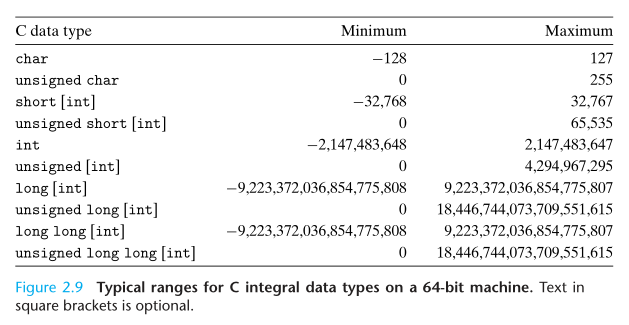 C data type Minimum Maximum
char −128 127
unsigned char 0 255
short [int] −32,768 32,767
unsigned short [int] 0 65,535
int −2,147,483,648 2,147,483,647
unsigned [int] 0 4,294,967,295
long [int] −9,223,372,036,854,775,808 9,223,372,036,854,775,807
unsigned long [int] 0 18,446,744,073,709,551,615
long long [int] −9,223,372,036,854,775,808 9,223,372,036,854,775,807
unsigned long long [int] 0 18,446,744,073,709,551,615
Figure 2.9 Typical ranges for C integral data types on a 64-bit machine. Text in
square brackets is optional.